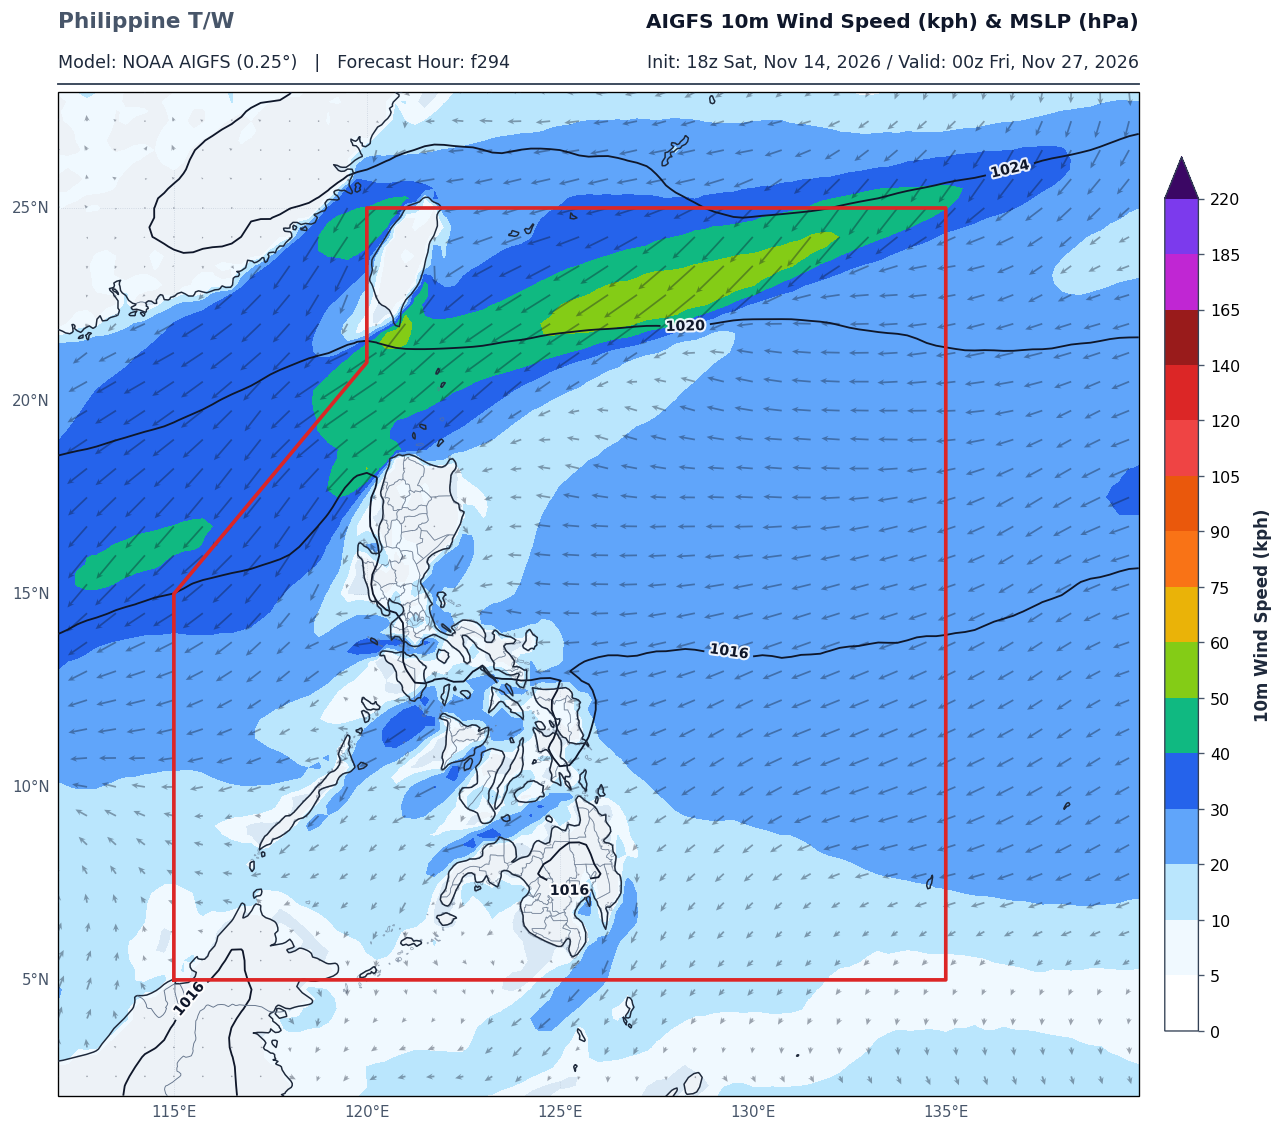 Philippine T/W
AIGFS 10m Wind Speed (kph) & MSLP (hPa)
Model: NOAA AIGFS (0.25°) | Forecast Hour: f294
Init: 18z Sat, Nov 14, 2026 / Valid: 00z Fri, Nov 27, 2026
1024
25°N
1020
20°N
15°N
1016
10°N
1016
5°N
1016
115°E
120°E
125°E
130°E
135°E
220
185
165
140
120
105
90
75
60
50
40
30
20
10
5
0
10m Wind Speed (kph)